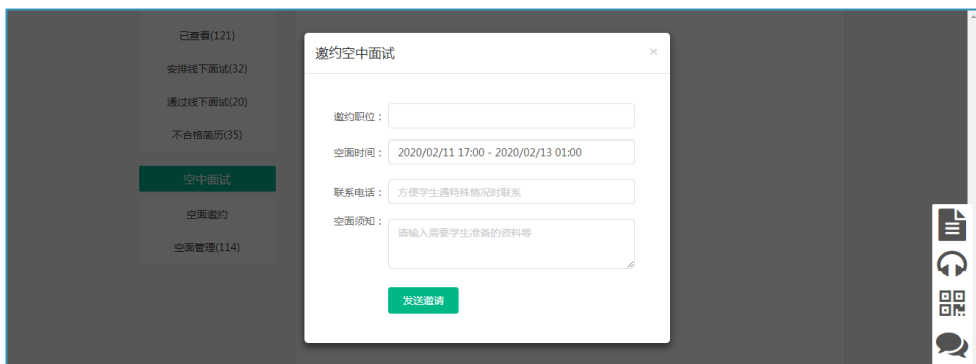 已查看(121)
安排线下面试(32)
通过线下面试(20)
不合格简历(35)
空中面试
空面邀约
空面管理(114)
邀约空中面试
×
邀约职位：
空面时间： 2020/02/11 17:00 - 2020/02/13 01:00
联系电话： 方便学生遇特殊情况时联系
空面须知： 请输入需要学生准备的资料等
发送邀请